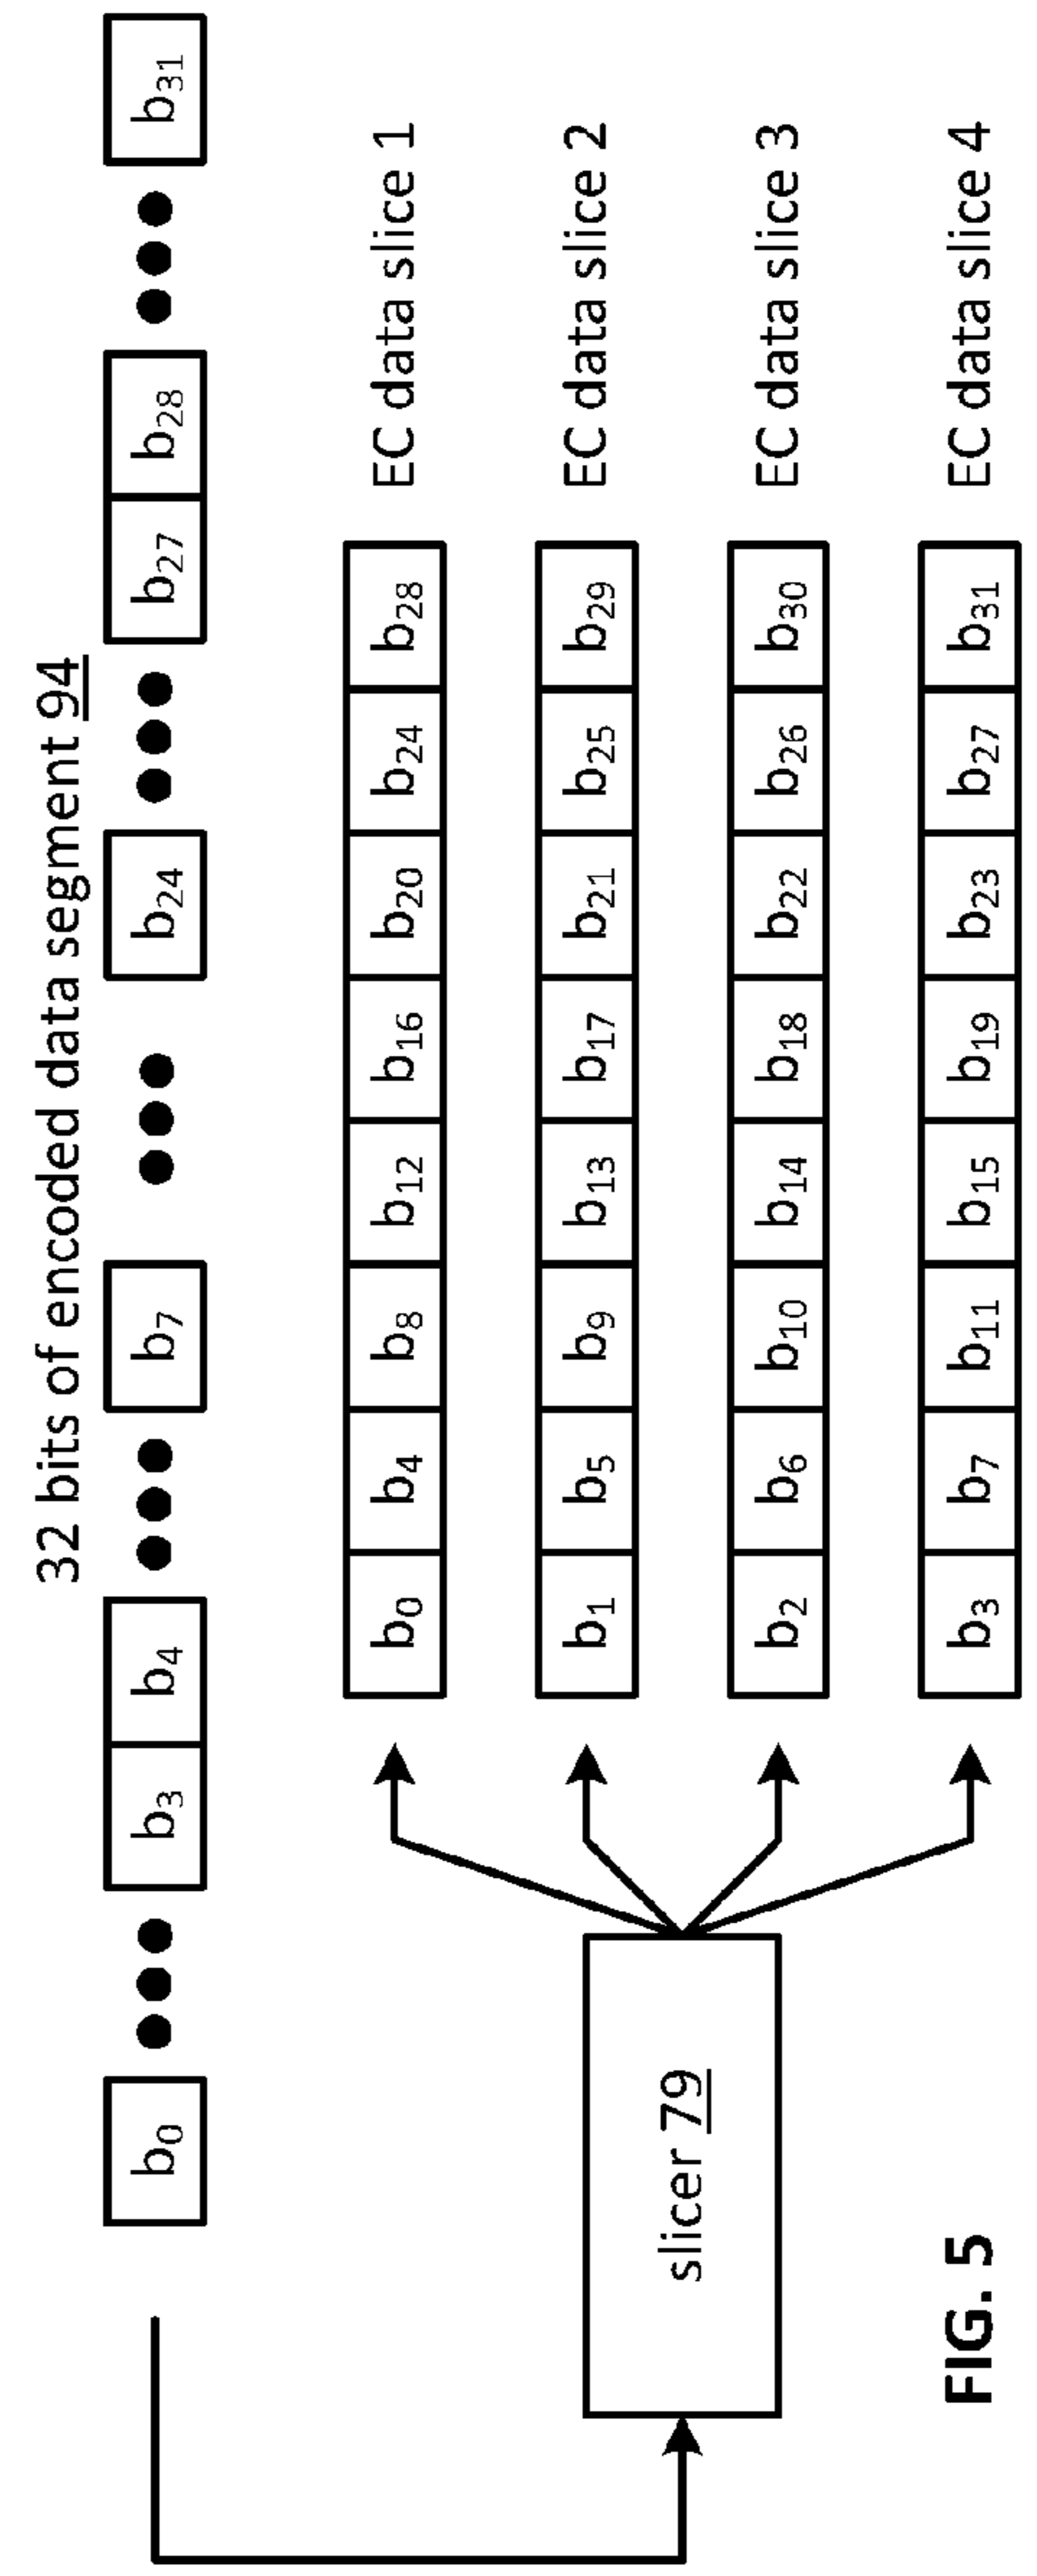 32 bits of encoded data segment 94
b0 ●●● b3 b4 ●●● b7 ●●● b24 ●●● b27 b28 ●●● b31
b0 b4 b8 b12 b16 b20 b24 b28 EC data slice 1
b1 b5 b9 b13 b17 b21 b25 b29 EC data slice 2
slicer 79
b2 b6 b10 b14 b18 b22 b26 b30 EC data slice 3
b3 b7 b11 b15 b19 b23 b27 b31 EC data slice 4
FIG. 5